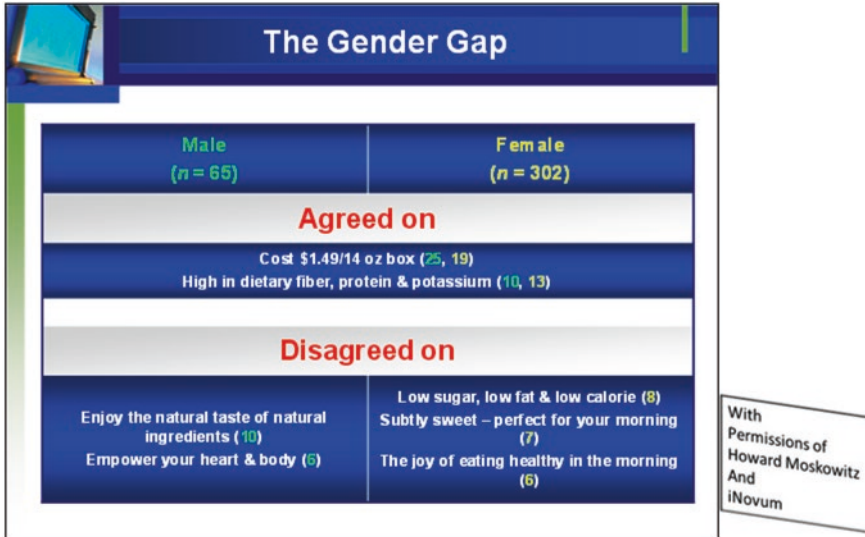 The Gender Gap
Male
(n = 65)
Female
(n = 302)
Agreed on
Cost $1.49/14 oz box (25, 19)
High in dietary fiber, protein & potassium (10, 13)
Disagreed on
Enjoy the natural taste of natural
ingredients (10)
Empower your heart & body (6)
Low sugar, low fat & low calorie (8)
Subtly sweet – perfect for your morning
(7)
The joy of eating healthy in the morning
(6)
With
Permissions of
Howard Moskowitz
And
iNovum